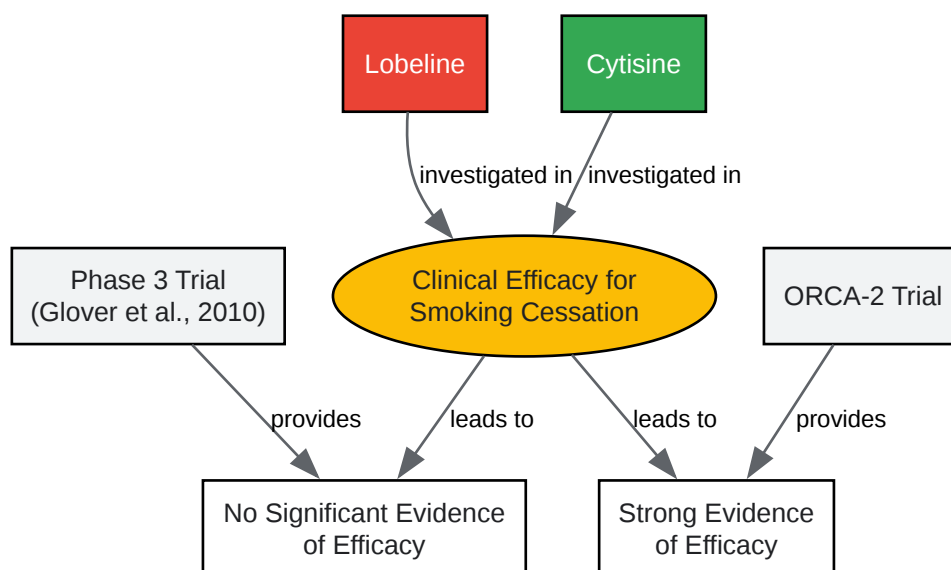 Lobeline
Cytisine
investigated in
investigated in
Phase 3 Trial
(Glover et al., 2010)
Clinical Efficacy for
Smoking Cessation
ORCA-2 Trial
provides
leads to
leads to
provides
No Significant Evidence
of Efficacy
Strong Evidence
of Efficacy